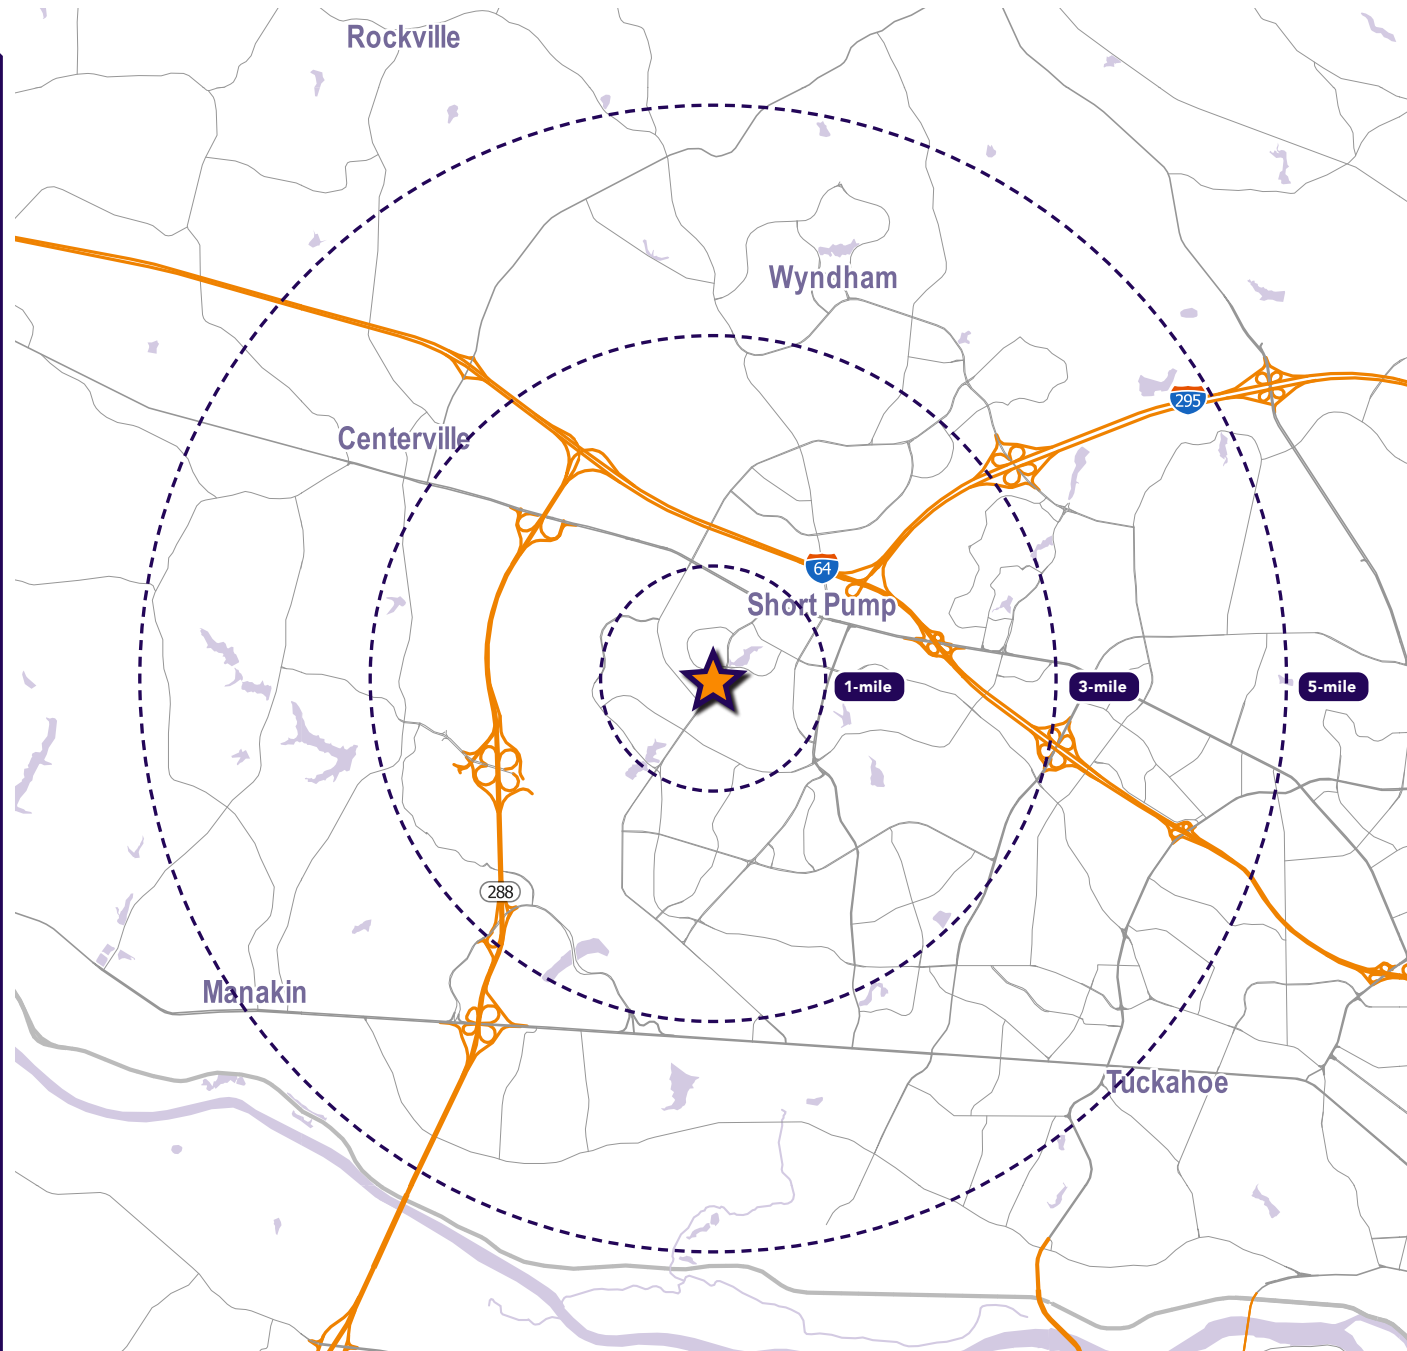 Rockville
Wyndham
295
Centerville
64
Short Pump
1-mile
3-mile
5-mile
288
Manakin
Tuckahoe